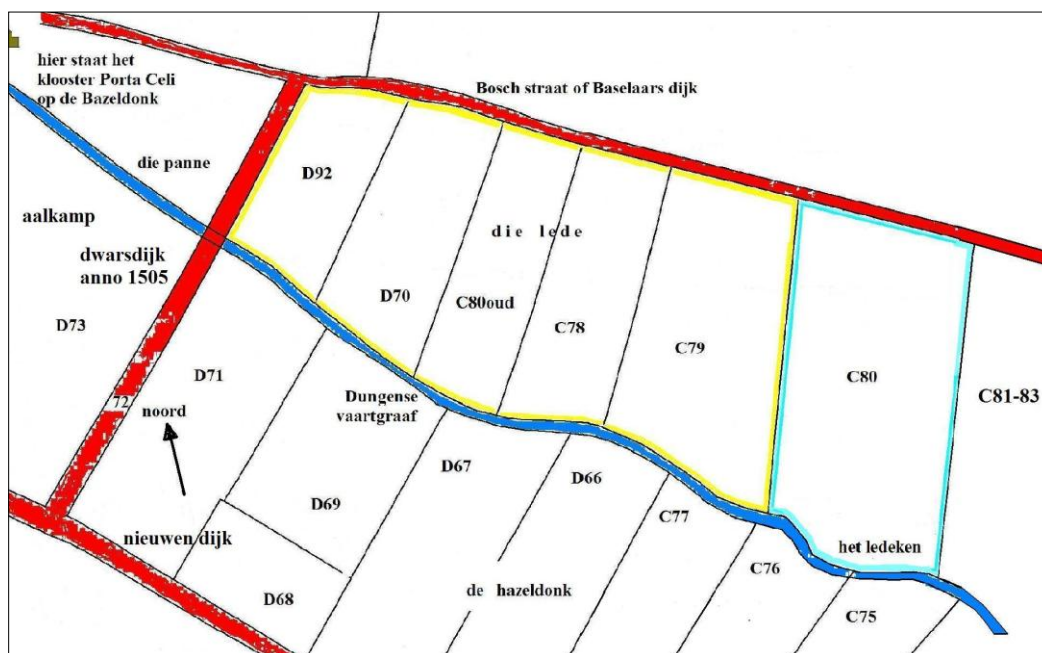 hier staat het
klooster Porta Celi
op de Bazeldonk
Bosch straat of Baselaars dijk
die panne
D92
aalkamp
die lede
dwarsdijk
anno 1505
D70
C80oud
D73
C78
C79
D71
C80
C81-83
72
noord
Dungense
vaartgraaf
D67
D66
D69
C77
nieuwen dijk
het ledeken
C76
D68
de hazeldonk
C75